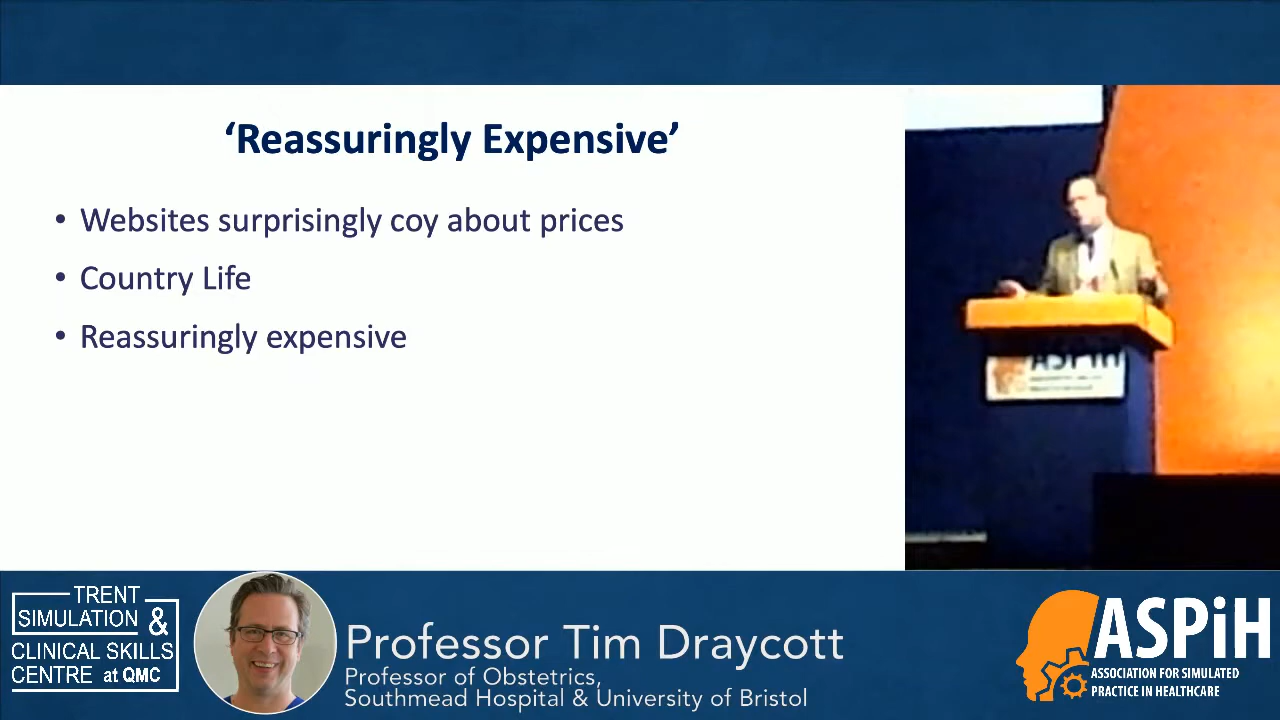 ‘Reassuringly Expensive’
• Websites surprisingly coy about prices
• Country Life
• Reassuringly expensive
ASPiH
TRENT
SIMULATION &
CLINICAL SKILLS
CENTRE at QMC
Professor Tim Draycott
Professor of Obstetrics,
Southmead Hospital & University of Bristol
ASPiH
ASSOCIATION FOR SIMULATED
PRACTICE IN HEALTHCARE